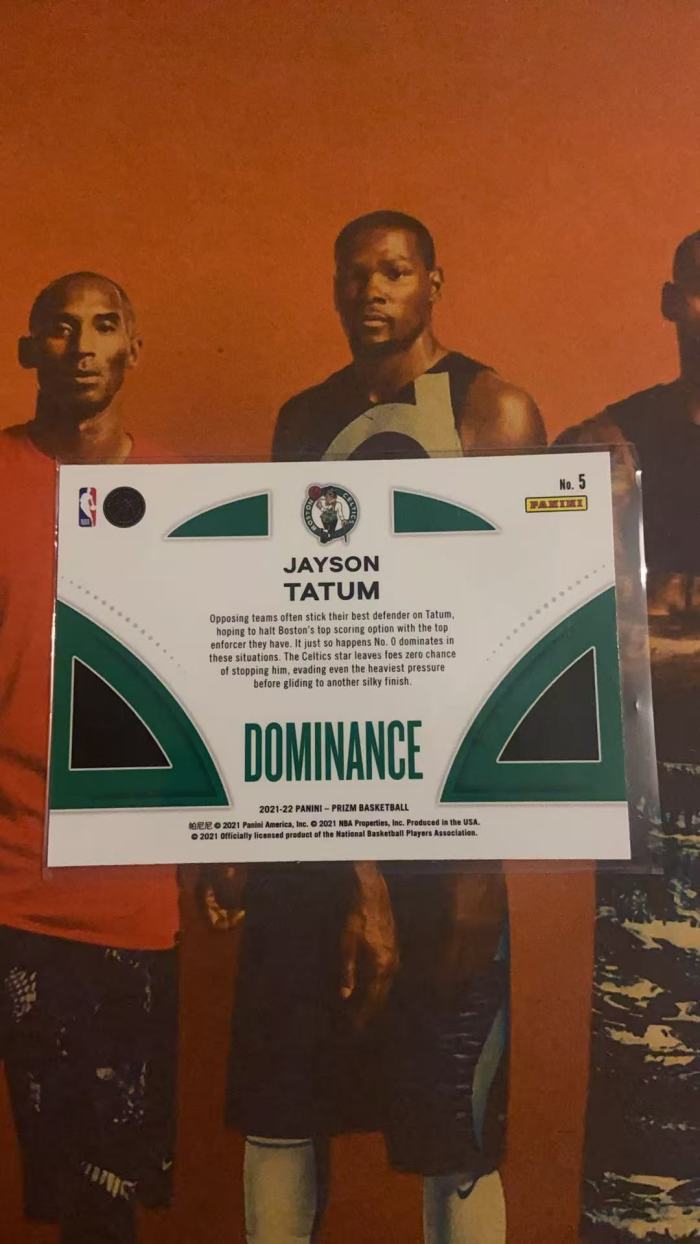 No. 5
PANINI
BOSTON CELTICS
JAYSON
TATUM
Opposing teams often stick their best defender on Tatum,
hoping to halt Boston's top scoring option with the top
enforcer they have. It just so happens No. 0 dominates in
these situations. The Celtics star leaves foes zero chance
of stopping him, evading even the heaviest pressure
before gliding to another silky finish.
DOMINANCE
2021-22 PANINI – PRIZM BASKETBALL
帕尼尼 © 2021 Panini America, Inc. © 2021 NBA Properties, Inc. Produced in the USA.
© 2021 Officially licensed product of the National Basketball Players Association.